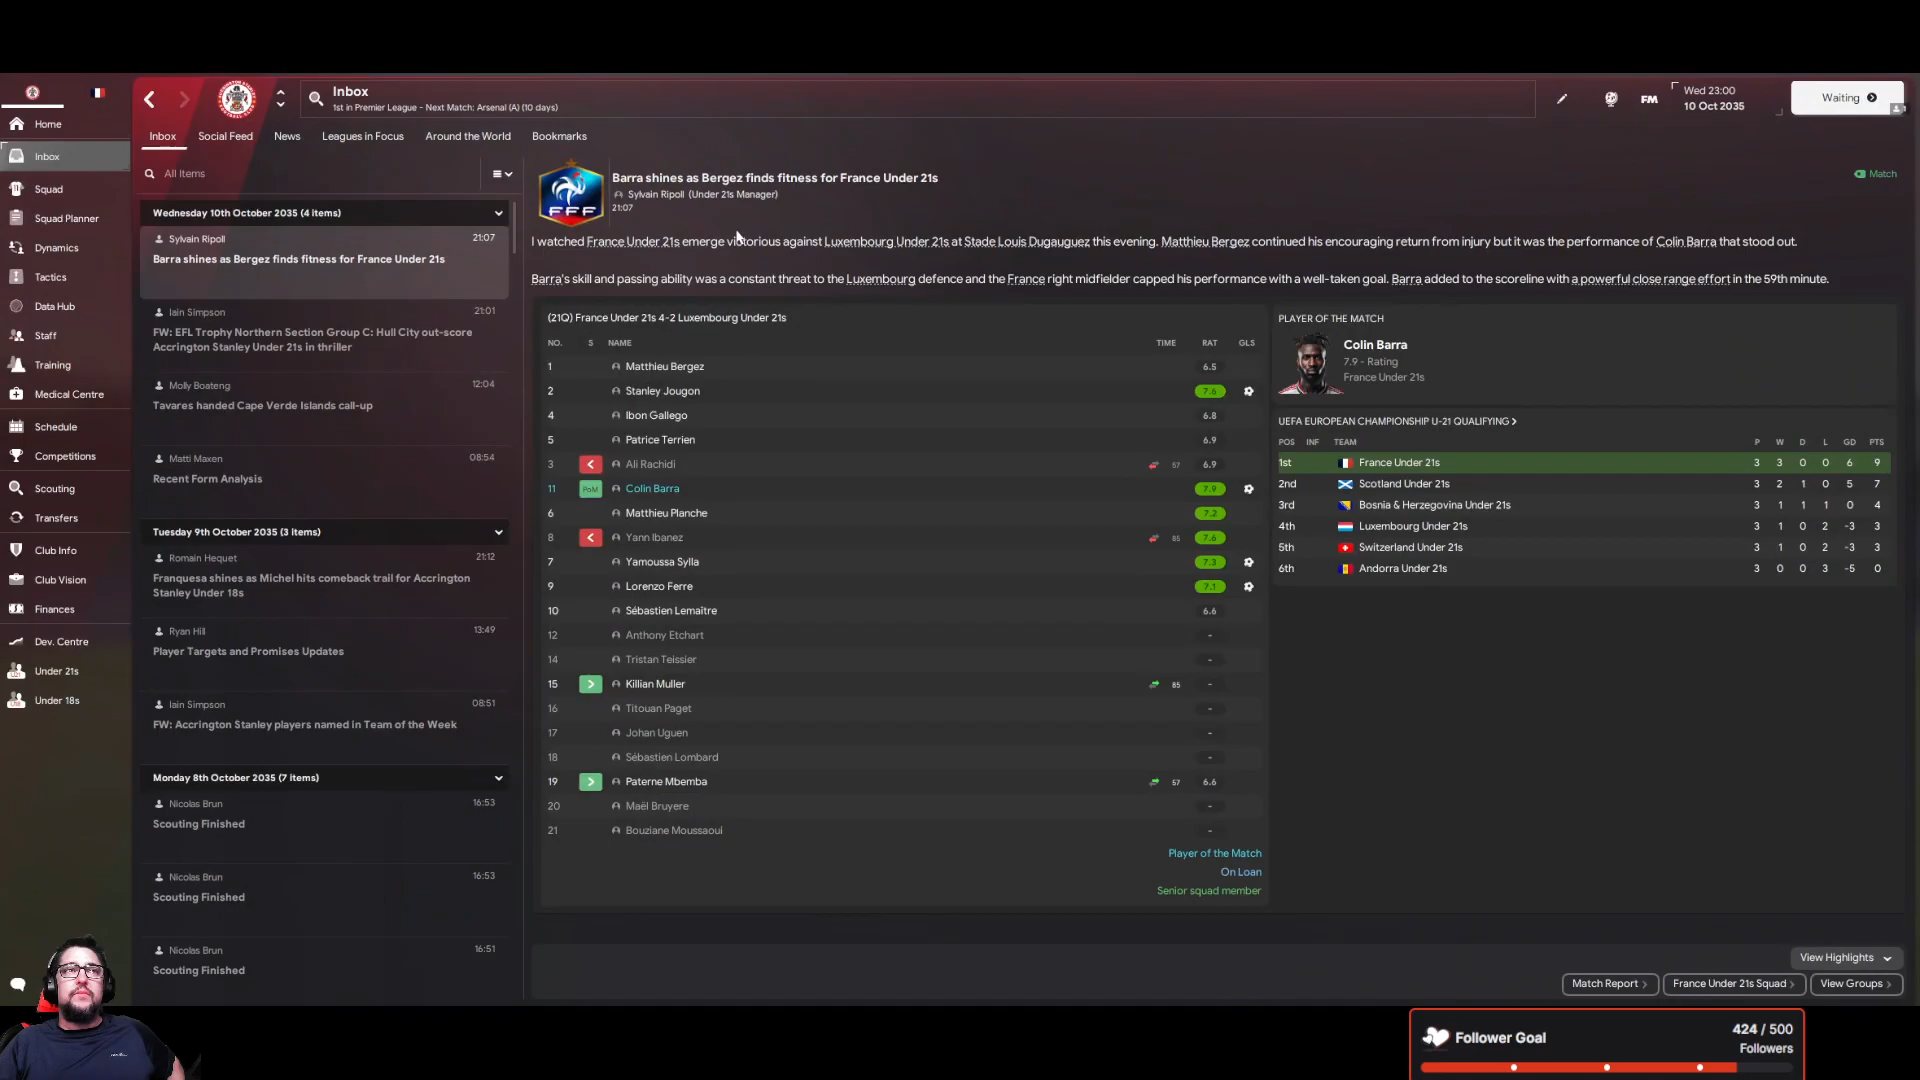 Inbox
1st in Premier League - Next Match: Arsenal (A) (10 days)
FM
Wed 23:00
10 Oct 2035
Waiting
1
Home
Inbox
Squad
Squad Planner
Dynamics
Tactics
Data Hub
Staff
Training
Medical Centre
Schedule
Competitions
Scouting
Transfers
Club Info
Club Vision
Finances
Dev. Centre
Under 21s
Under 18s
Inbox Social Feed News Leagues in Focus Around the World Bookmarks
All Items
Wednesday 10th October 2035 (4 items)
Sylvain Ripoll 21:07
Barra shines as Bergez finds fitness for France Under 21s
Iain Simpson 21:01
FW: EFL Trophy Northern Section Group C: Hull City out-score
Accrington Stanley Under 21s in thriller
Molly Boateng 12:04
Tavares handed Cape Verde Islands call-up
Matti Maxen 08:54
Recent Form Analysis
Tuesday 9th October 2035 (3 items)
Romain Hequet 21:12
Franquesa shines as Michel hits comeback trail for Accrington
Stanley Under 18s
Ryan Hill 13:49
Player Targets and Promises Updates
Iain Simpson 08:51
FW: Accrington Stanley players named in Team of the Week
Monday 8th October 2035 (7 items)
Nicolas Brun 16:53
Scouting Finished
Nicolas Brun 16:53
Scouting Finished
Nicolas Brun 16:51
Scouting Finished
FFF
Barra shines as Bergez finds fitness for France Under 21s
Sylvain Ripoll (Under 21s Manager)
21:07
Match
I watched France Under 21s emerge victorious against Luxembourg Under 21s at Stade Louis Dugauguez this evening. Matthieu Bergez continued his encouraging return from injury but it was the performance of Colin Barra that stood out.
Barra's skill and passing ability was a constant threat to the Luxembourg defence and the France right midfielder capped his performance with a well-taken goal. Barra added to the scoreline with a powerful close range effort in the 59th minute.
(21Q) France Under 21s 4-2 Luxembourg Under 21s
NO. S NAME TIME RAT GLS
1 Matthieu Bergez 6.5
2 Stanley Jougon 7.6
4 Ibon Gallego 6.8
5 Patrice Terrien 6.9
3 Ali Rachidi 57 6.9
11 PoM Colin Barra 7.9
6 Matthieu Planche 7.2
8 Yann Ibanez 85 7.6
7 Yamoussa Sylla 7.3
9 Lorenzo Ferre 7.1
10 Sébastien Lemaître 6.6
12 Anthony Etchart -
14 Tristan Teissier -
15 Killian Muller 85 -
16 Titouan Paget -
17 Johan Uguen -
18 Sébastien Lombard -
19 Paterne Mbemba 57 6.6
20 Maël Bruyere -
21 Bouziane Moussaoui -
Player of the Match
On Loan
Senior squad member
PLAYER OF THE MATCH
Colin Barra
7.9 - Rating
France Under 21s
UEFA EUROPEAN CHAMPIONSHIP U-21 QUALIFYING
POS INF TEAM P W D L GD PTS
1st France Under 21s 3 3 0 0 6 9
2nd Scotland Under 21s 3 2 1 0 5 7
3rd Bosnia & Herzegovina Under 21s 3 1 1 1 0 4
4th Luxembourg Under 21s 3 1 0 2 -3 3
5th Switzerland Under 21s 3 1 0 2 -3 3
6th Andorra Under 21s 3 0 0 3 -5 0
View Highlights
Match Report France Under 21s Squad View Groups
Follower Goal 424 / 500
Followers